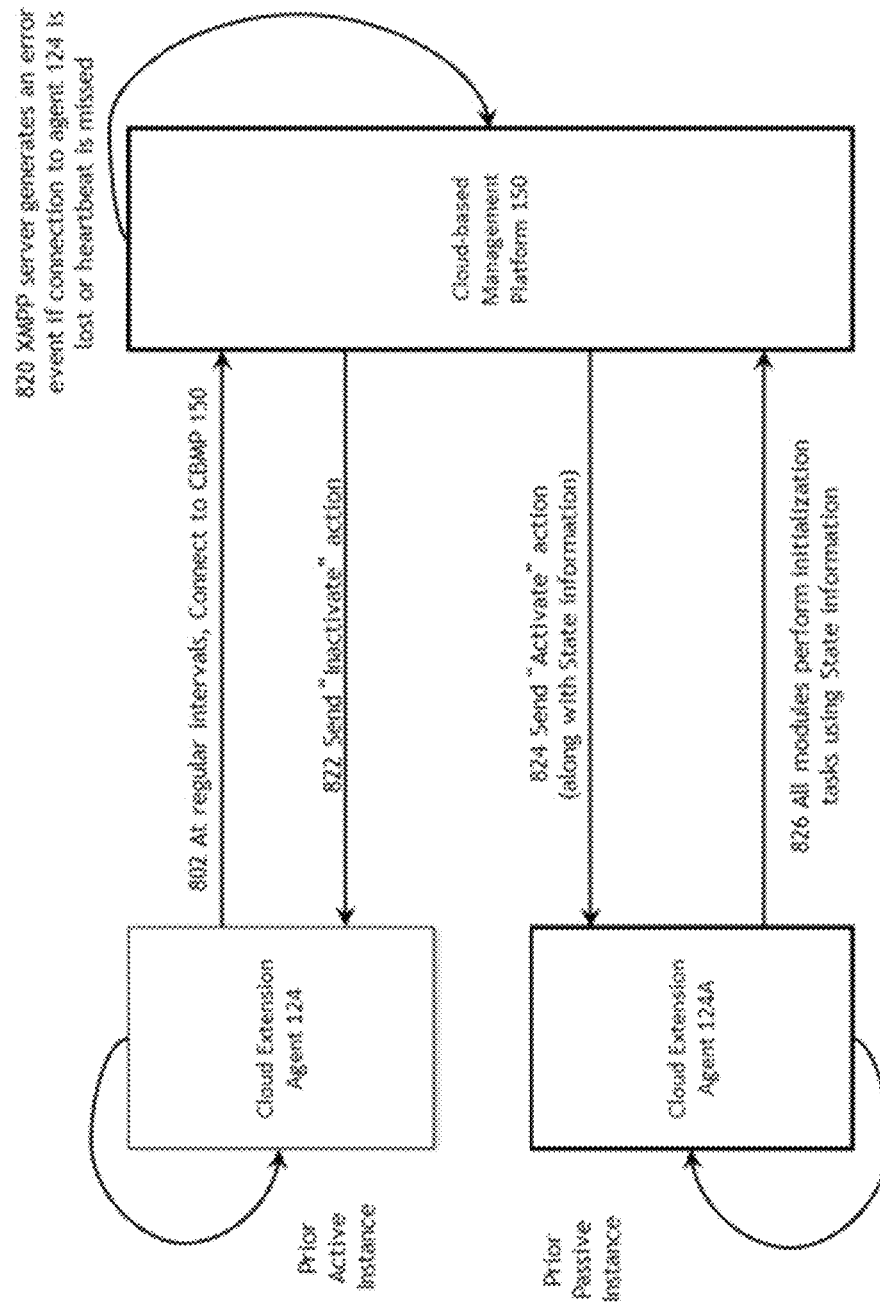 820 XMPP server generates an error
event if connection to agent 124 is
lost or heartbeat is missed
Cloud-based
Management
Platform 150
802 At regular intervals, Connect to CBMP 150
822 Send "Inactivate" action
824 Send "Activate" action
(along with State information)
826 All modules perform initialization
tasks using State information
Cloud Extension
Agent 124
Cloud Extension
Agent 124A
Prior
Active
Instance
Prior
Passive
Instance